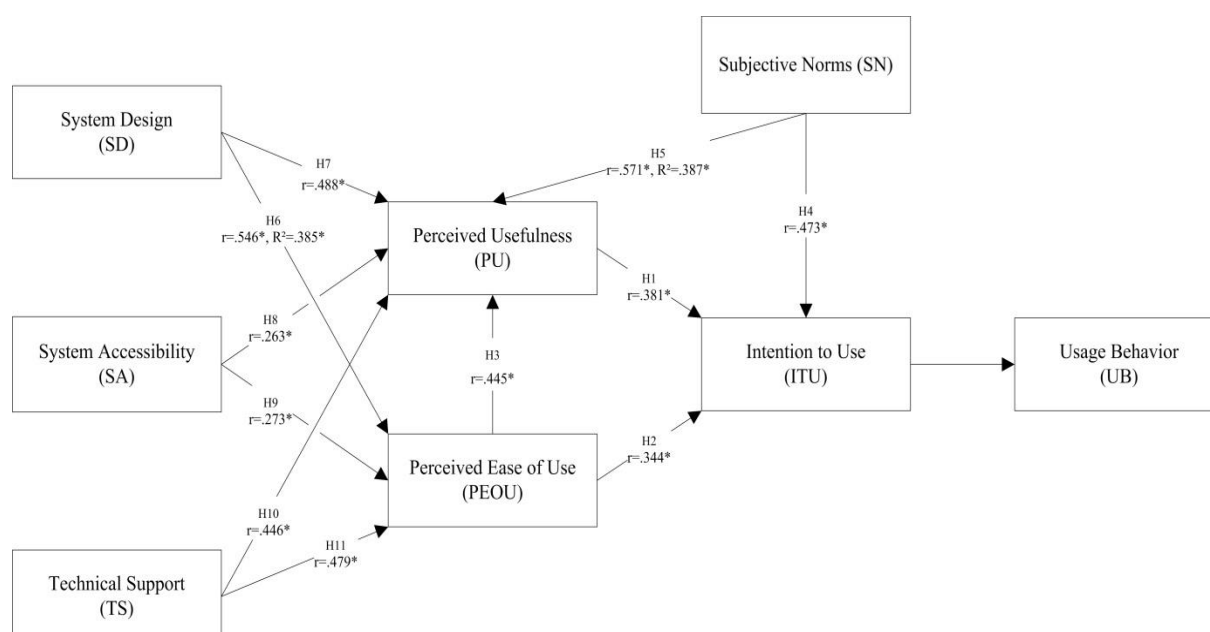 Subjective Norms (SN)
System Design
(SD)
H7
r=.488*
H5
r=.571*, R²=.387*
H6
r=.546*, R²=.385*
H4
r=.473*
Perceived Usefulness
(PU)
H1
r=.381*
H8
r=.263*
System Accessibility
(SA)
H3
r=.445*
Intention to Use
(ITU)
Usage Behavior
(UB)
H9
r=.273*
H2
r=.344*
Perceived Ease of Use
(PEOU)
H10
r=.446*
H11
r=.479*
Technical Support
(TS)